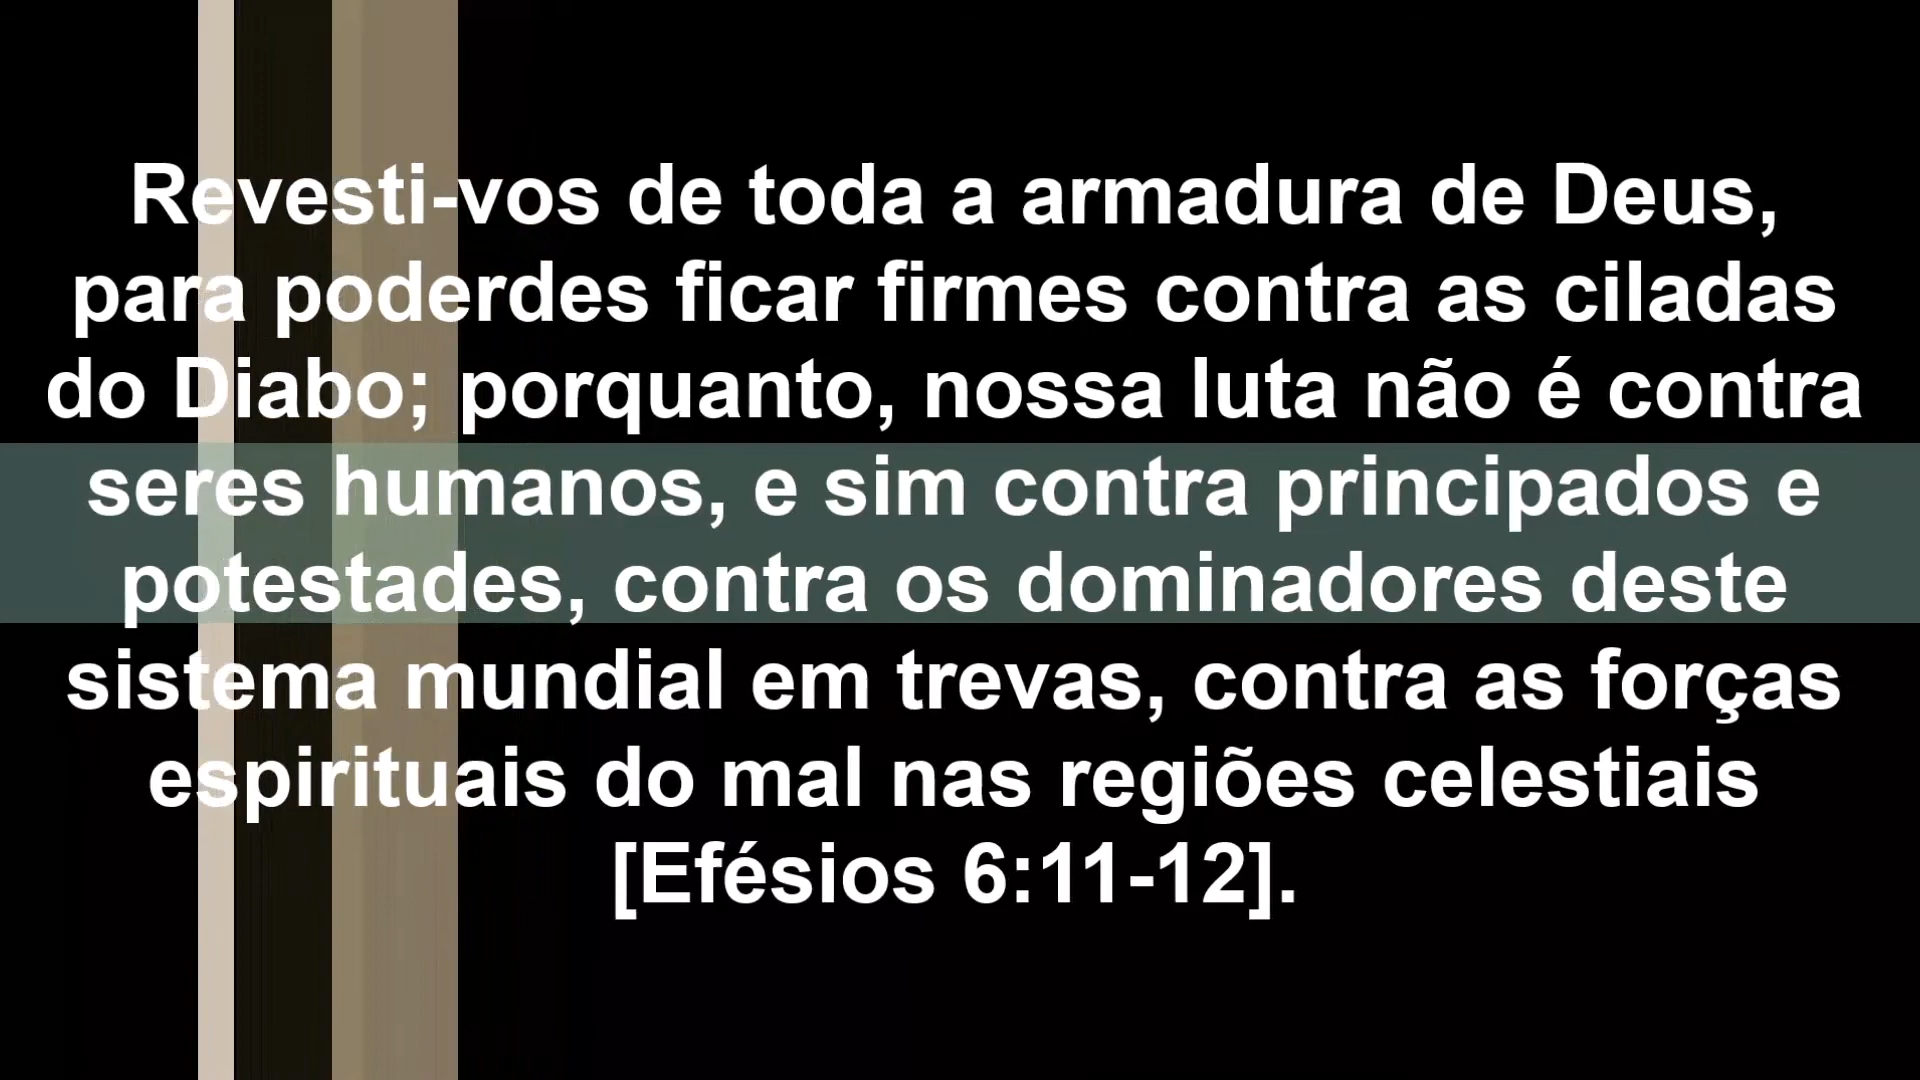 Revesti-vos de toda a armadura de Deus,
para poderdes ficar firmes contra as ciladas
do Diabo; porquanto, nossa luta não é contra
seres humanos, e sim contra principados e
potestades, contra os dominadores deste
sistema mundial em trevas, contra as forças
espirituais do mal nas regiões celestiais
[Efésios 6:11-12].